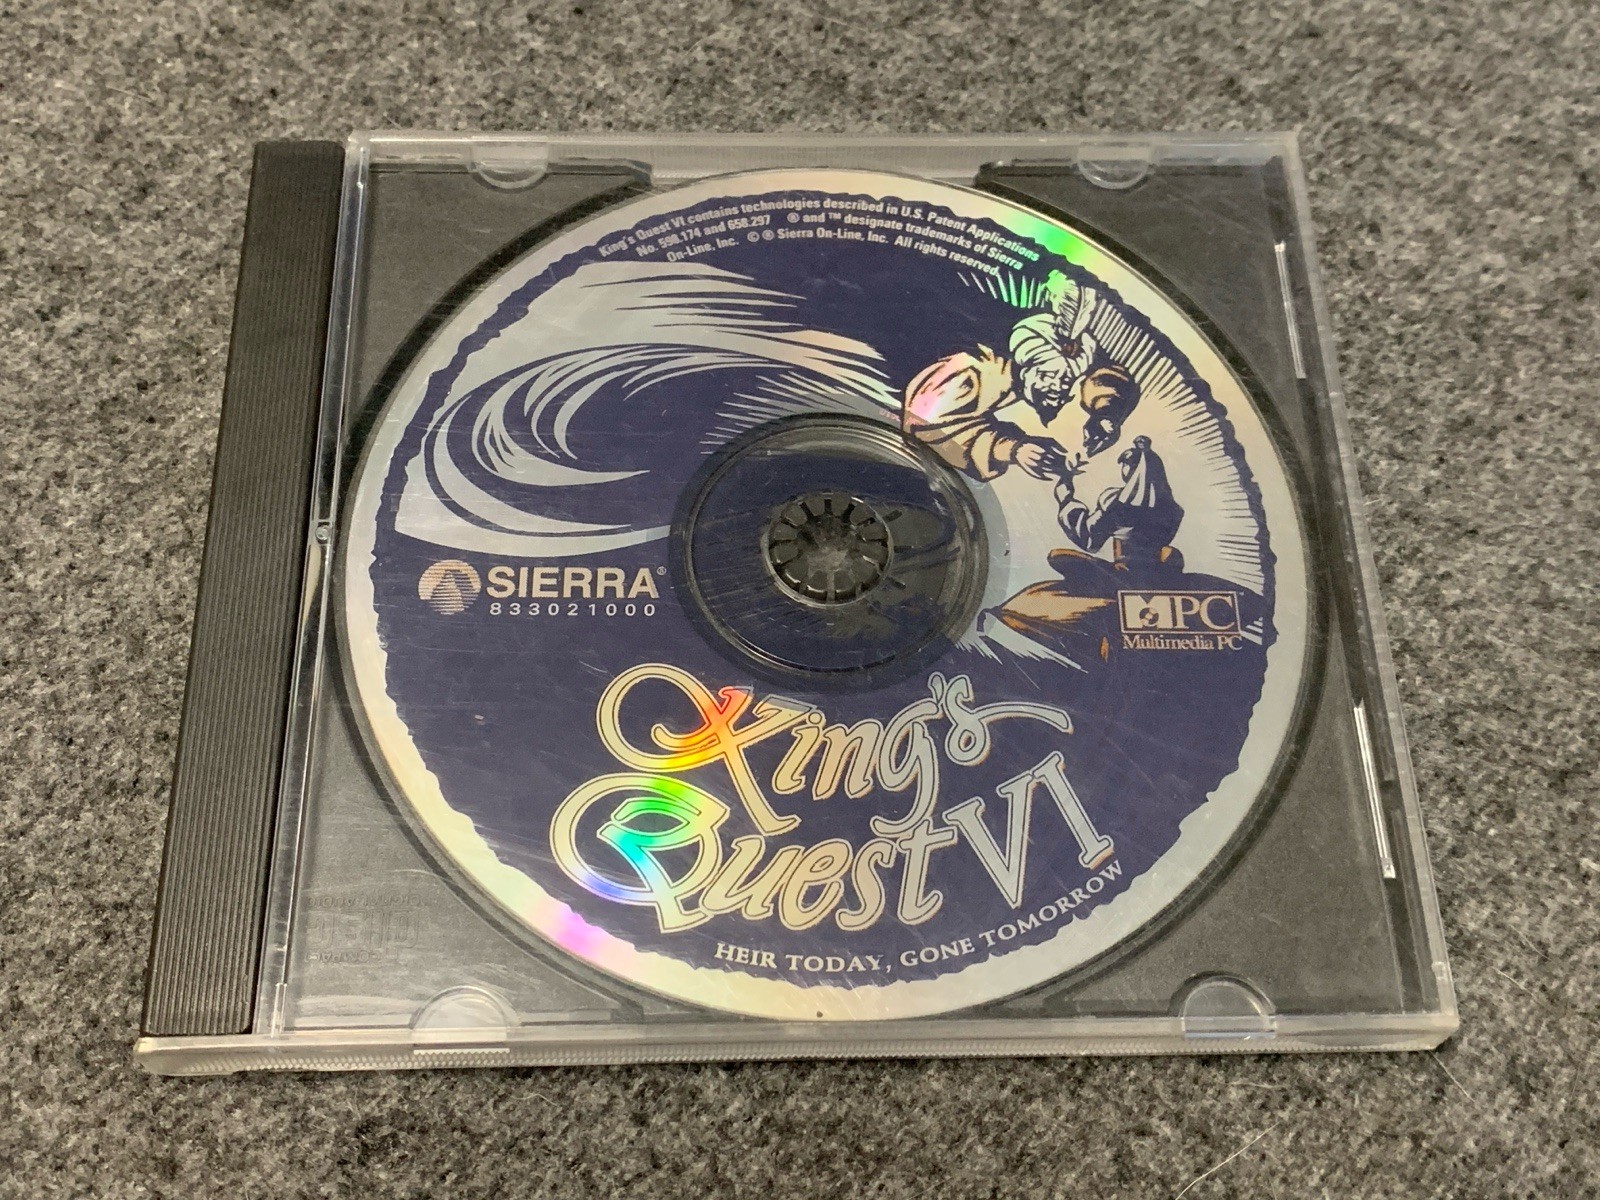 King's Quest VI contains technologies described in U.S. Patent Applications
No. 598.174 and 658.297 ® and ™ designate trademarks of Sierra
On-Line, Inc. © ® Sierra On-Line, Inc. All rights reserved.
SIERRA®
833021000
MPC
Multimedia PC
King's
Quest VI
HEIR TODAY, GONE TOMORROW